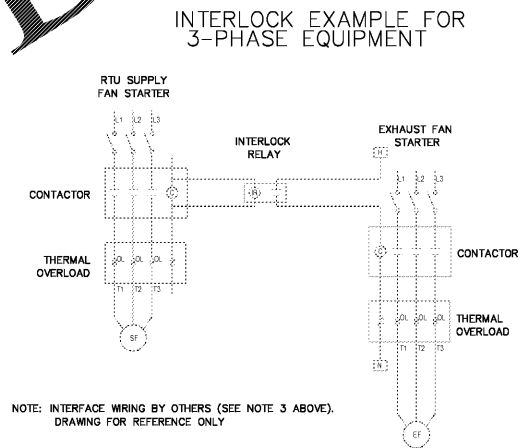 INTERLOCK EXAMPLE FOR
3-PHASE EQUIPMENT
RTU SUPPLY
FAN STARTER
L1 L2 L3
INTERLOCK
RELAY
EXHAUST FAN
STARTER
H
L1 L2 L3
CONTACTOR
C
R
C
CONTACTOR
THERMAL
OVERLOAD
OL OL OL
T1 T2 T3
SF
OL OL OL
THERMAL
OVERLOAD
T1 T2 T3
N
NOTE: INTERFACE WIRING BY OTHERS (SEE NOTE 3 ABOVE).
DRAWING FOR REFERENCE ONLY
EF